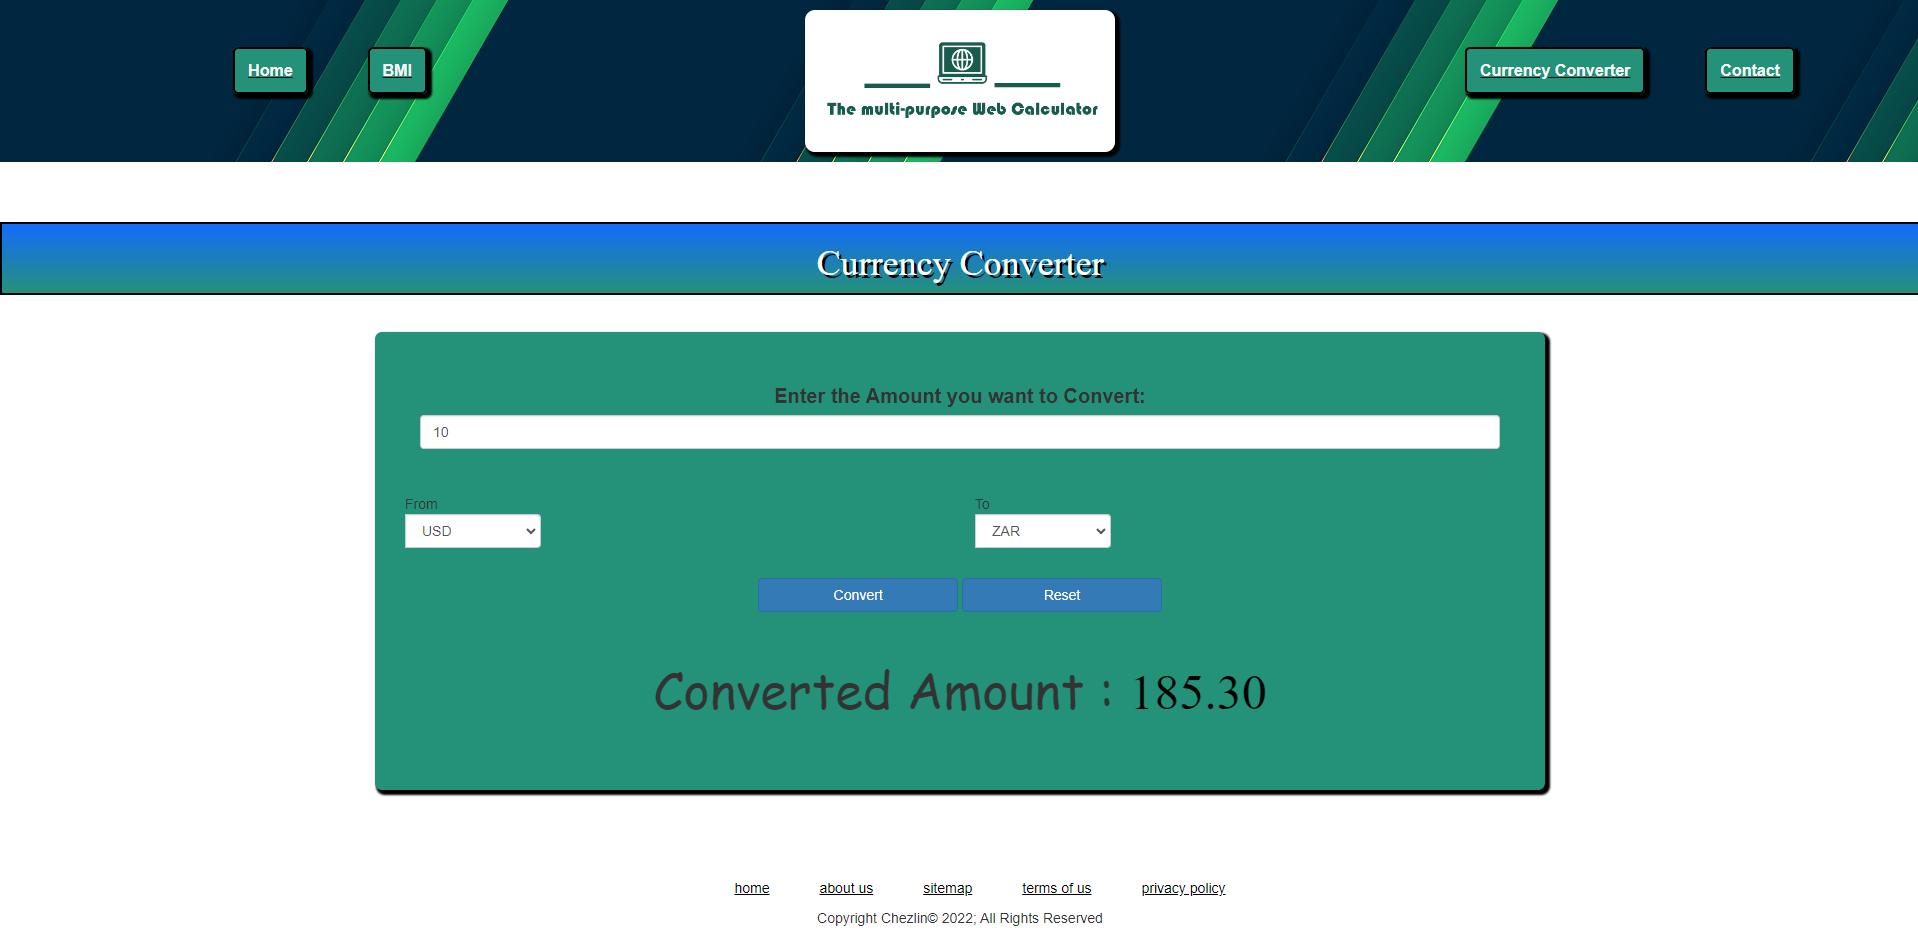 Home
BMI
The multi-purpose Web Calculator
Currency Converter
Contact
Currency Converter
Enter the Amount you want to Convert:
10
From
To
USD
ZAR
Convert
Reset
Converted Amount : 185.30
home about us sitemap terms of us privacy policy
Copyright Chezlin© 2022; All Rights Reserved